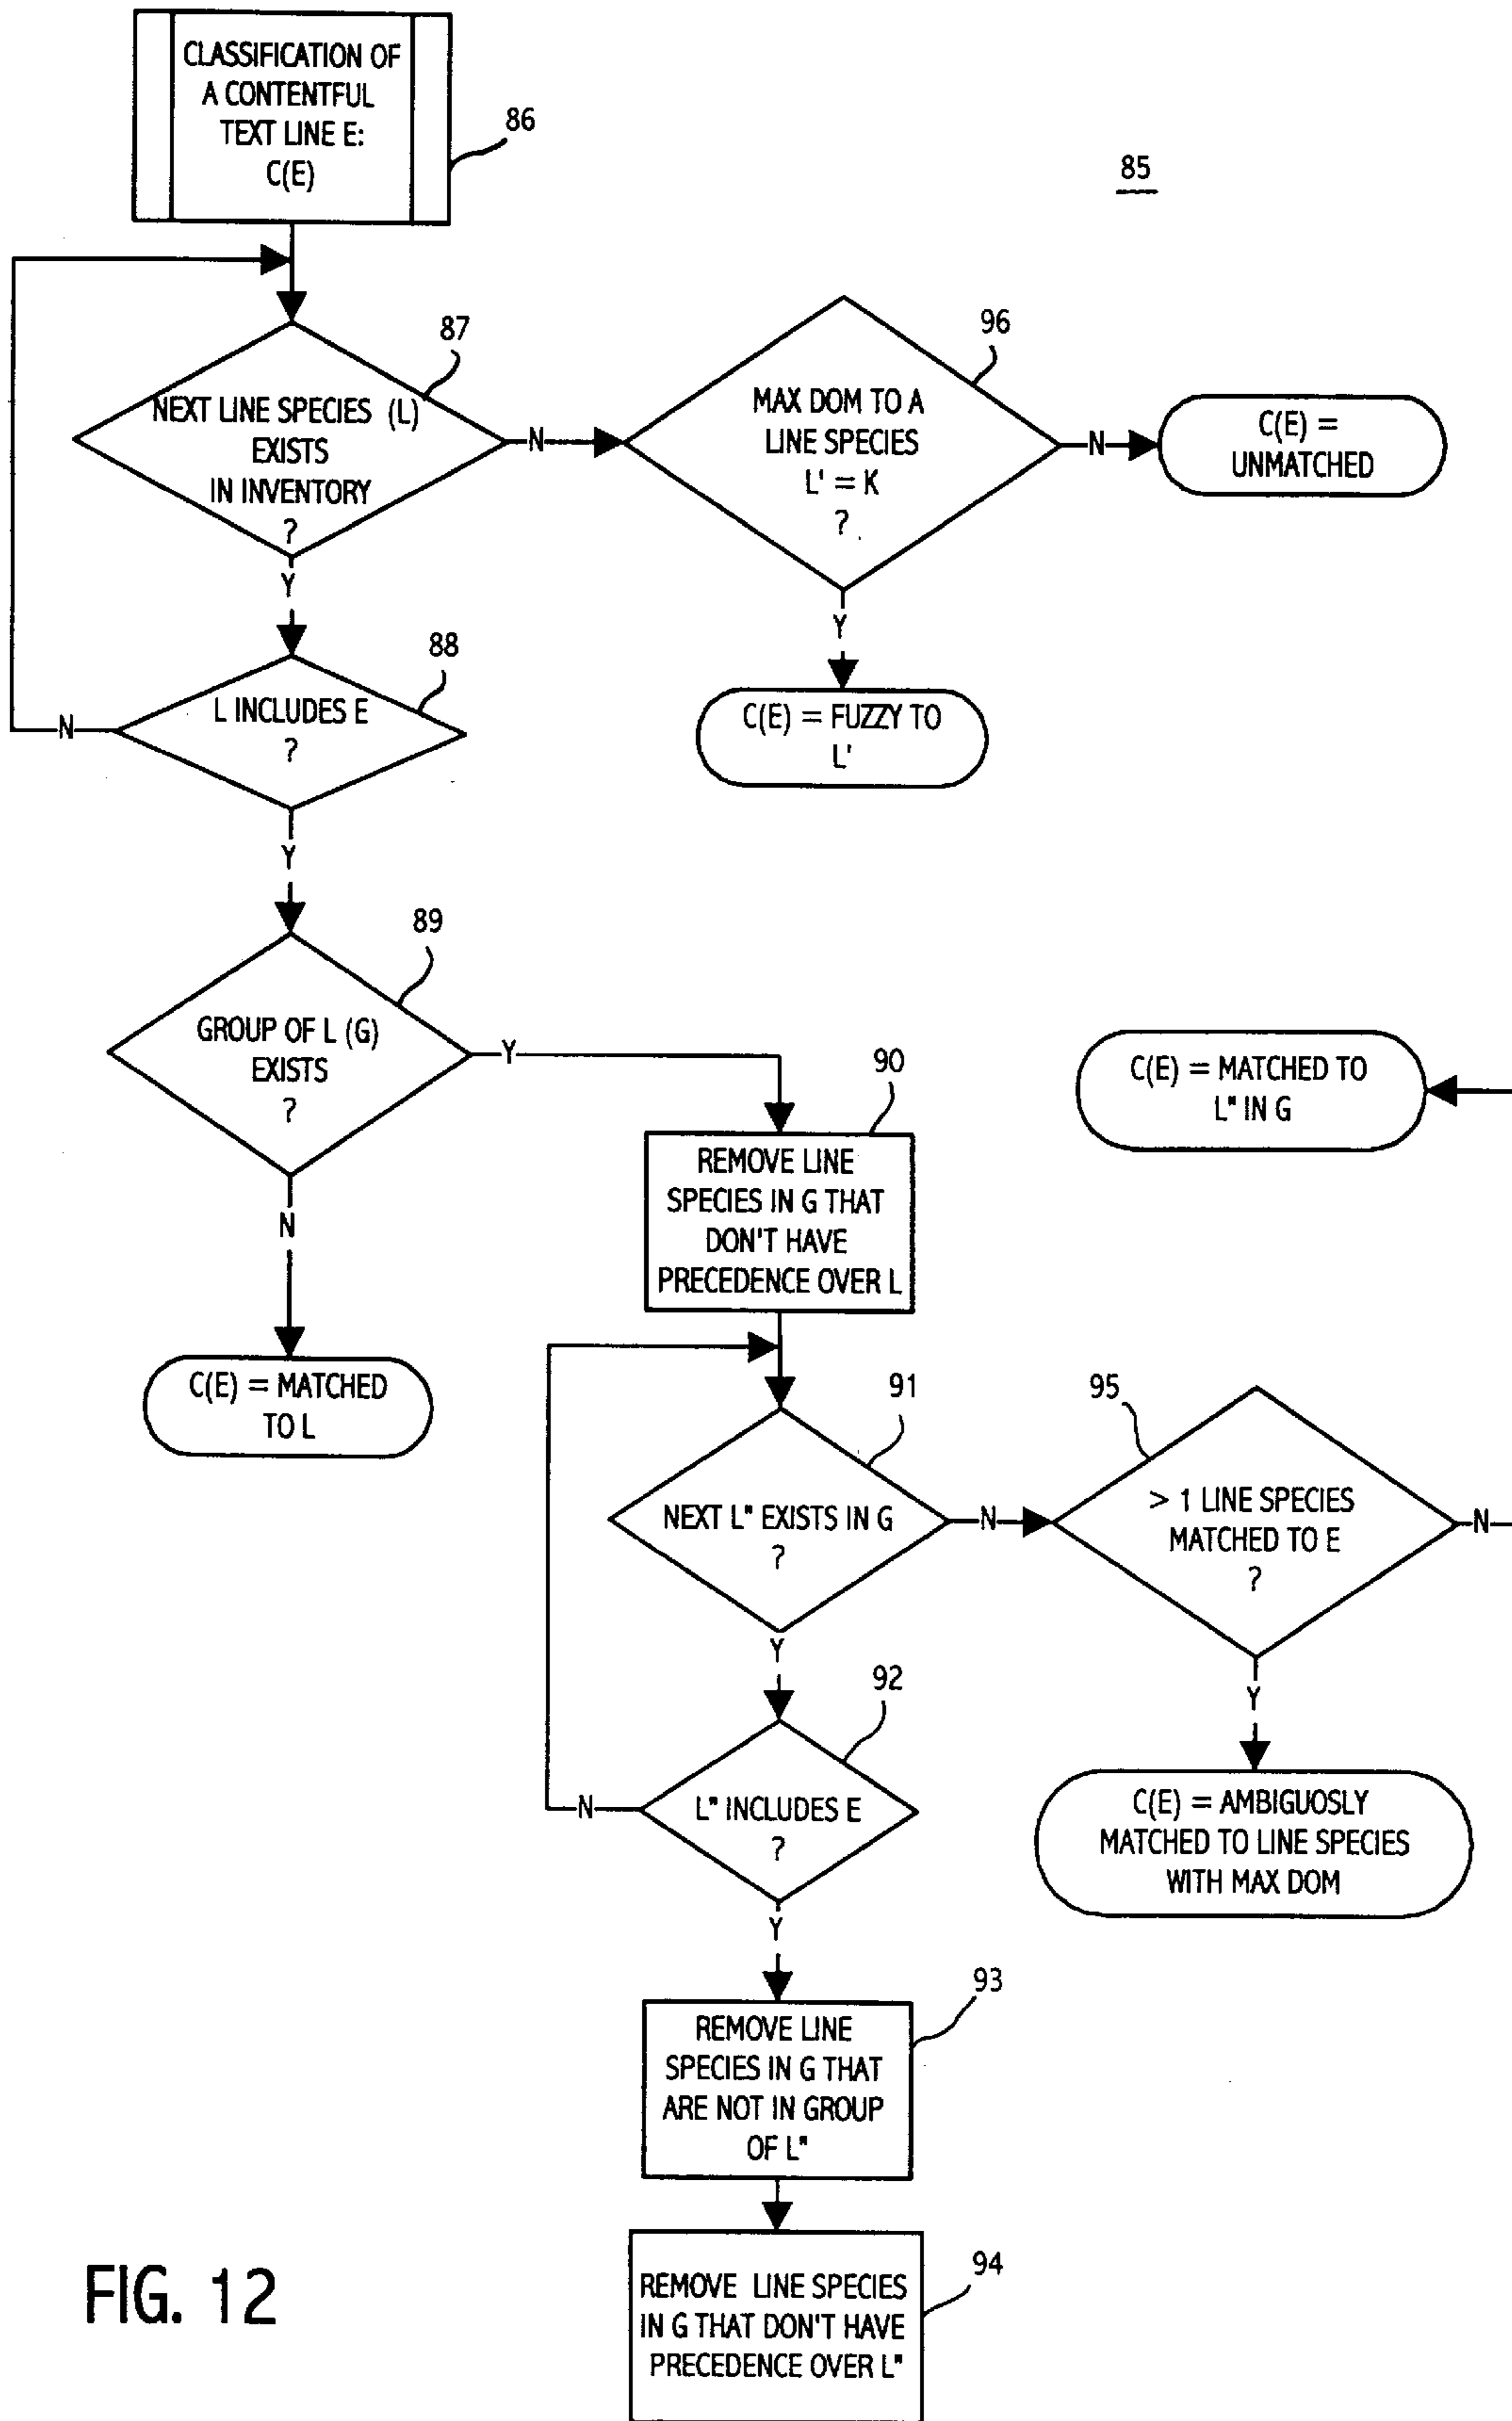 CLASSIFICATION OF
A CONTENTFUL
TEXT LINE E:
C(E)
86
85
87
NEXT LINE SPECIES (L)
EXISTS
IN INVENTORY
?
N
Y
96
MAX DOM TO A
LINE SPECIES
L' = K
?
N
C(E) =
UNMATCHED
Y
C(E) = FUZZY TO
L'
88
L INCLUDES E
?
N
Y
89
GROUP OF L (G)
EXISTS
?
Y
N
C(E) = MATCHED
TO L
90
REMOVE LINE
SPECIES IN G THAT
DON'T HAVE
PRECEDENCE OVER L
C(E) = MATCHED TO
L" IN G
91
NEXT L" EXISTS IN G
?
N
Y
95
> 1 LINE SPECIES
MATCHED TO E
?
N
Y
C(E) = AMBIGUOSLY
MATCHED TO LINE SPECIES
WITH MAX DOM
92
L" INCLUDES E
?
N
Y
93
REMOVE LINE
SPECIES IN G THAT
ARE NOT IN GROUP
OF L"
94
REMOVE LINE SPECIES
IN G THAT DON'T HAVE
PRECEDENCE OVER L"
FIG. 12